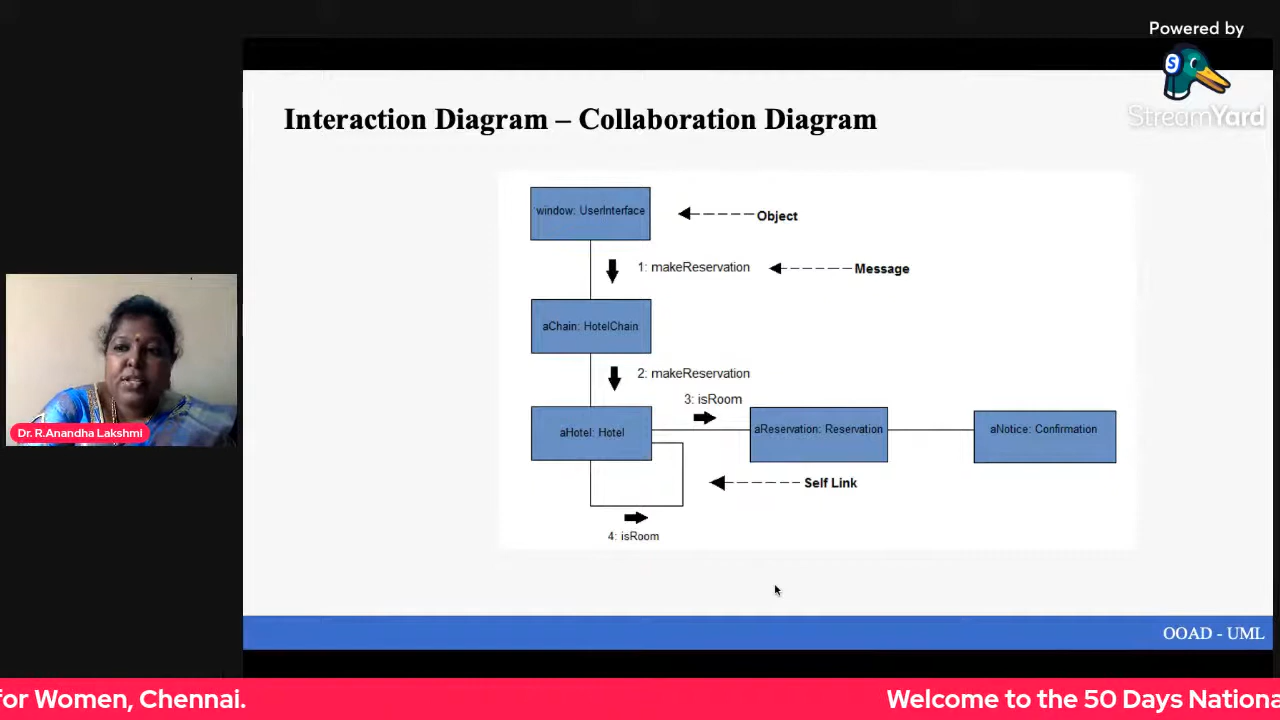 Powered by
StreamYard
Interaction Diagram – Collaboration Diagram
window: UserInterface
Object
1: makeReservation
Message
aChain: HotelChain
2: makeReservation
3: isRoom
aHotel: Hotel
aReservation: Reservation
aNotice: Confirmation
Self Link
4: isRoom
Dr. R.Anandha Lakshmi
OOAD - UML
for Women, Chennai.
Welcome to the 50 Days Nationa